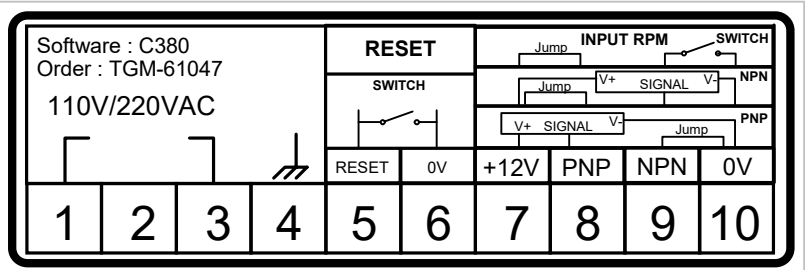 Software : C380
Order : TGM-61047
110V/220VAC
RESET
SWITCH
INPUT RPM
Jump
SWITCH
Jump
V+
SIGNAL
V-
NPN
V+
SIGNAL
V-
Jump
PNP
RESET 0V +12V PNP NPN 0V
1 2 3 4 5 6 7 8 9 10